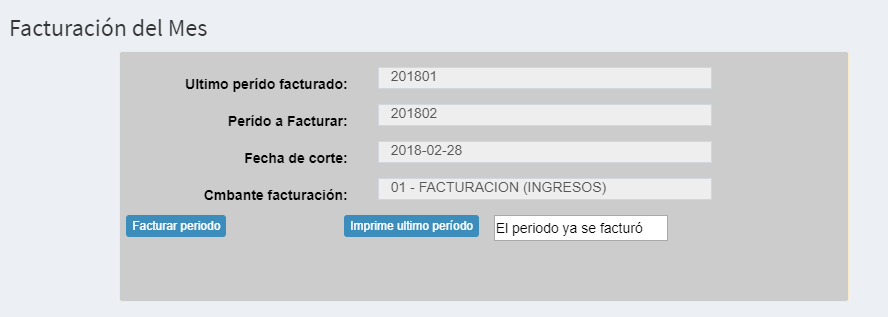 Facturación del Mes
Ultimo perído facturado: 201801
Perído a Facturar: 201802
Fecha de corte: 2018-02-28
Cmbante facturación: 01 - FACTURACION (INGRESOS)
Facturar periodo Imprime ultimo período El periodo ya se facturó